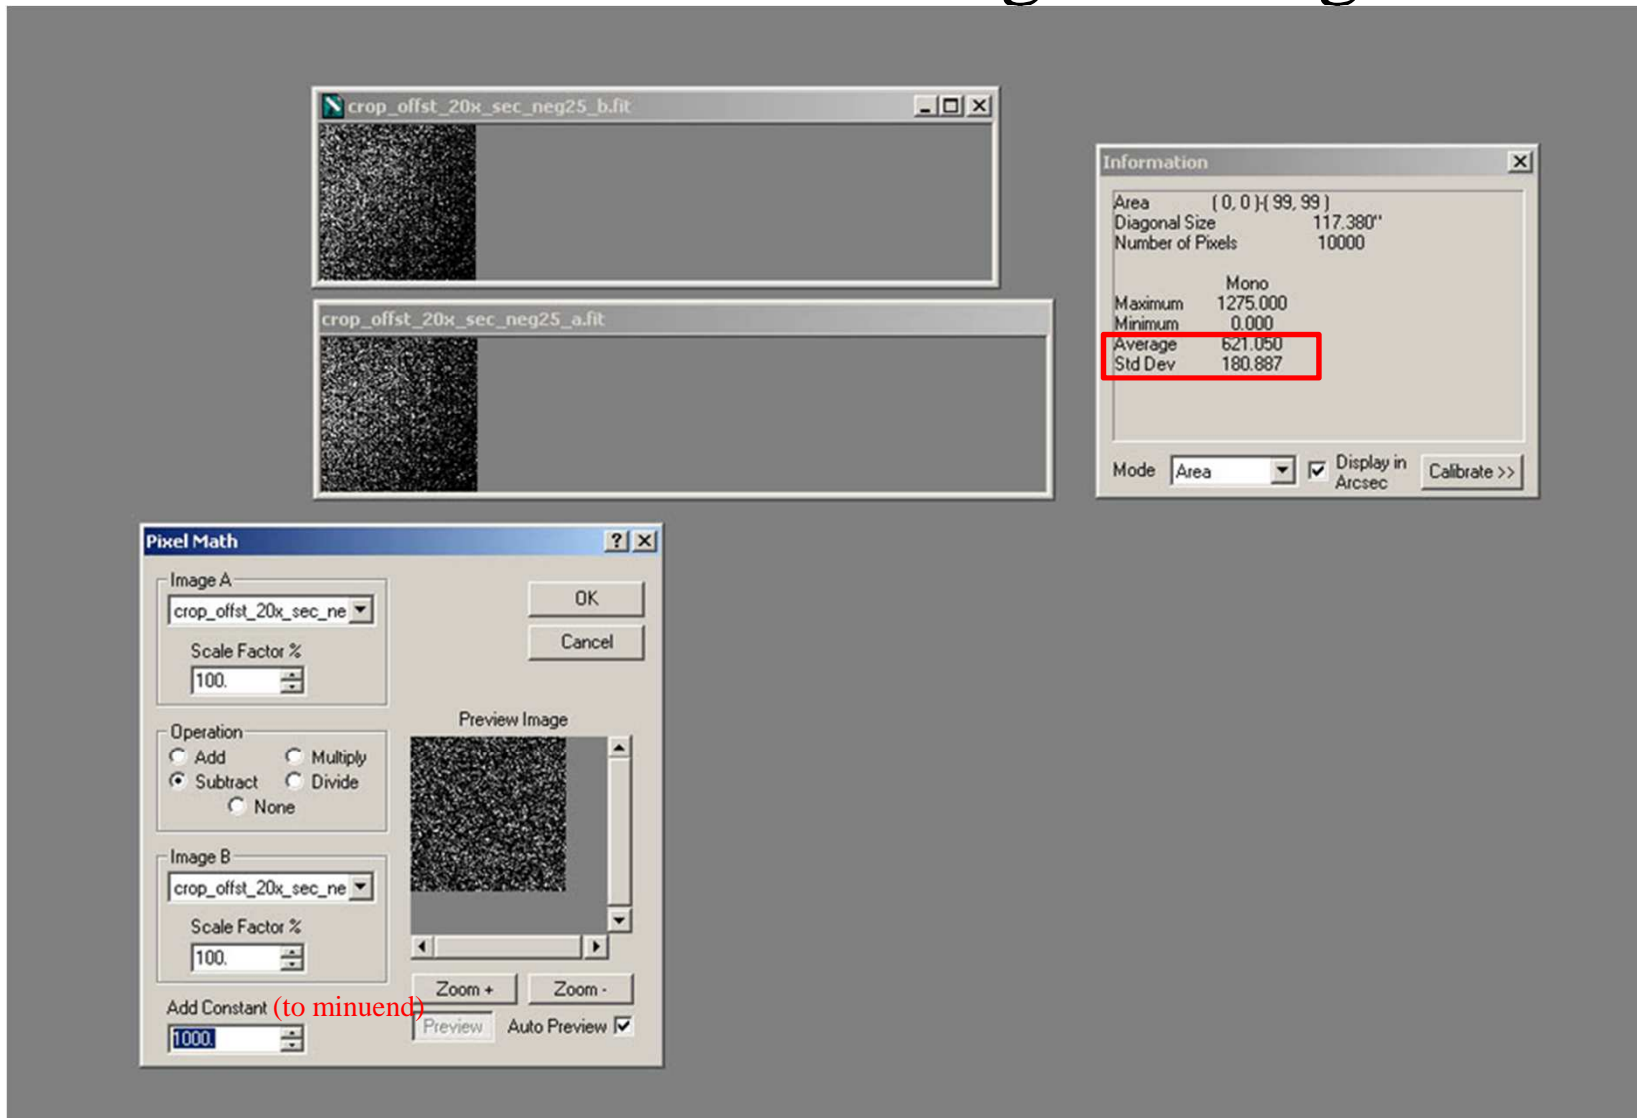 crop_offst_20x_sec_neg25_b.fit
crop_offst_20x_sec_neg25_a.fit
Information
Area ( 0, 0 )-( 99, 99 )
Diagonal Size 117.380"
Number of Pixels 10000
Mono
Maximum 1275.000
Minimum 0.000
Average 621.050
Std Dev 180.887
Mode Area Display in Arcsec Calibrate >>
Pixel Math
Image A
crop_offst_20x_sec_ne
Scale Factor %
100.
OK
Cancel
Operation
Add Multiply
Subtract Divide
None
Preview Image
Image B
crop_offst_20x_sec_ne
Scale Factor %
100.
Add Constant (to minuend)
1000.
Zoom + Zoom -
Preview Auto Preview